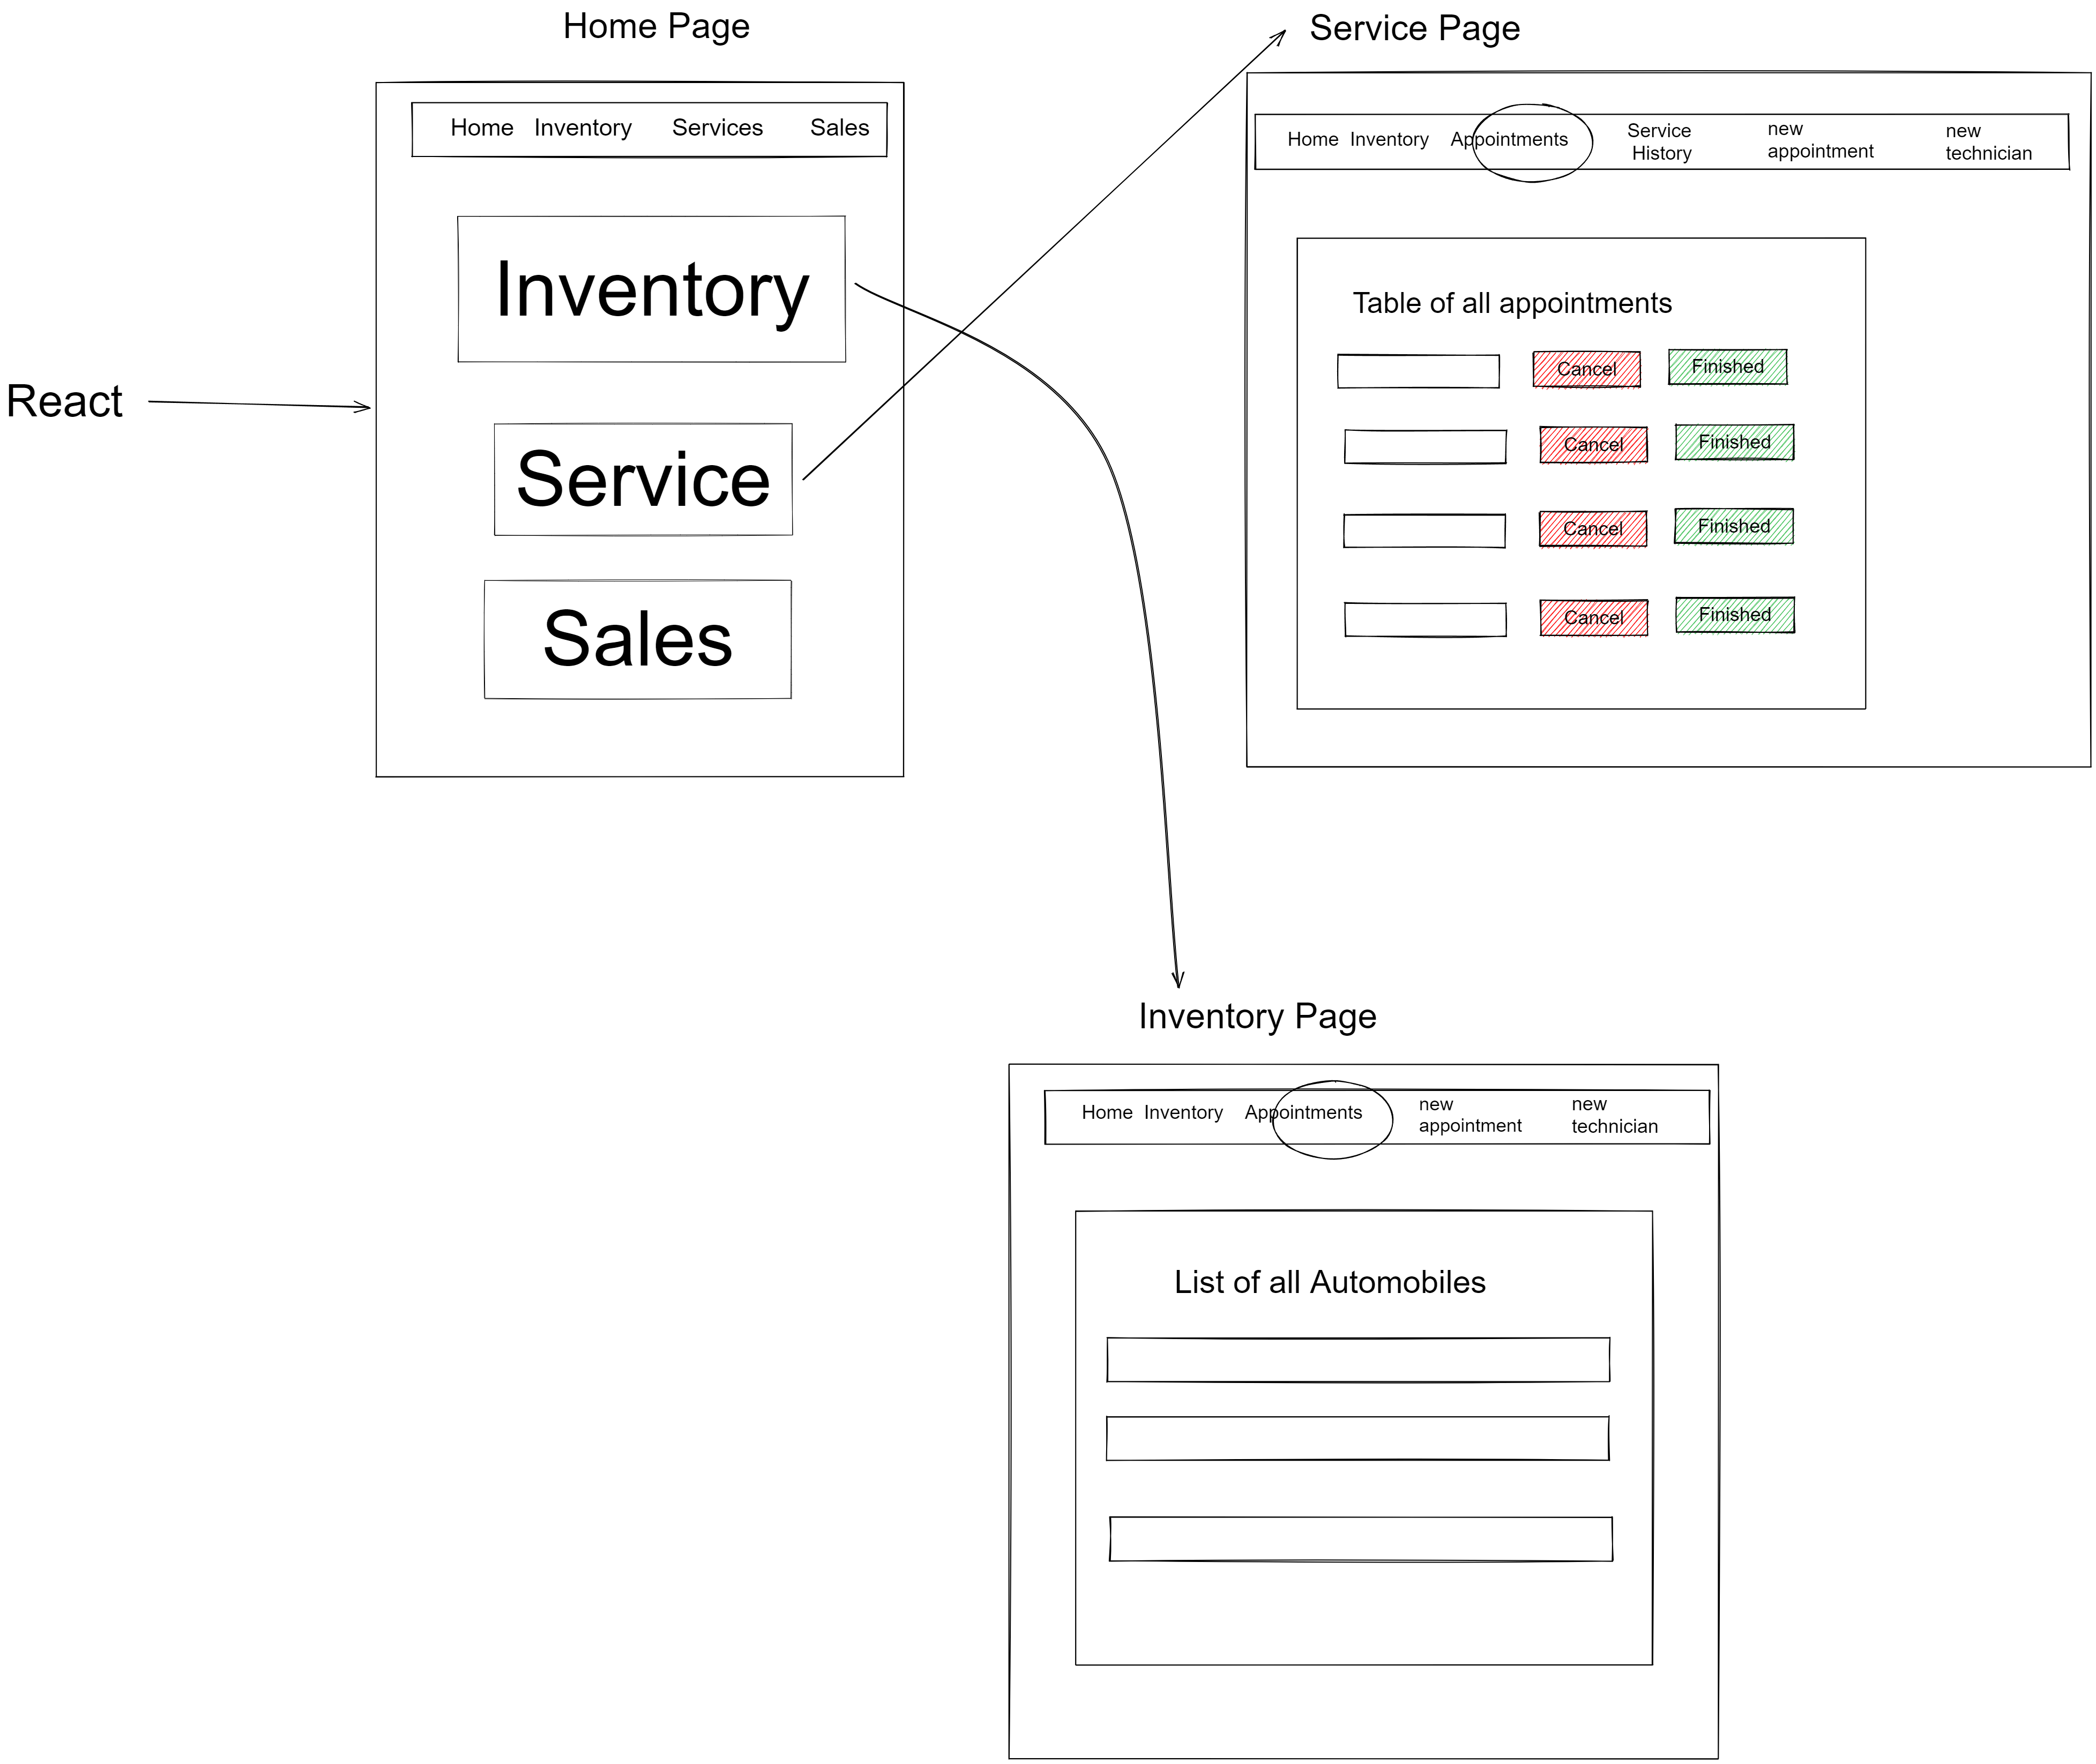 Home Page
Home Inventory Services Sales
Inventory
Service
Sales
React
Service Page
Home Inventory Appointments
Service
History
new
appointment
new
technician
Table of all appointments
Cancel Finished
Cancel Finished
Cancel Finished
Cancel Finished
Inventory Page
Home Inventory Appointments
new
appointment
new
technician
List of all Automobiles